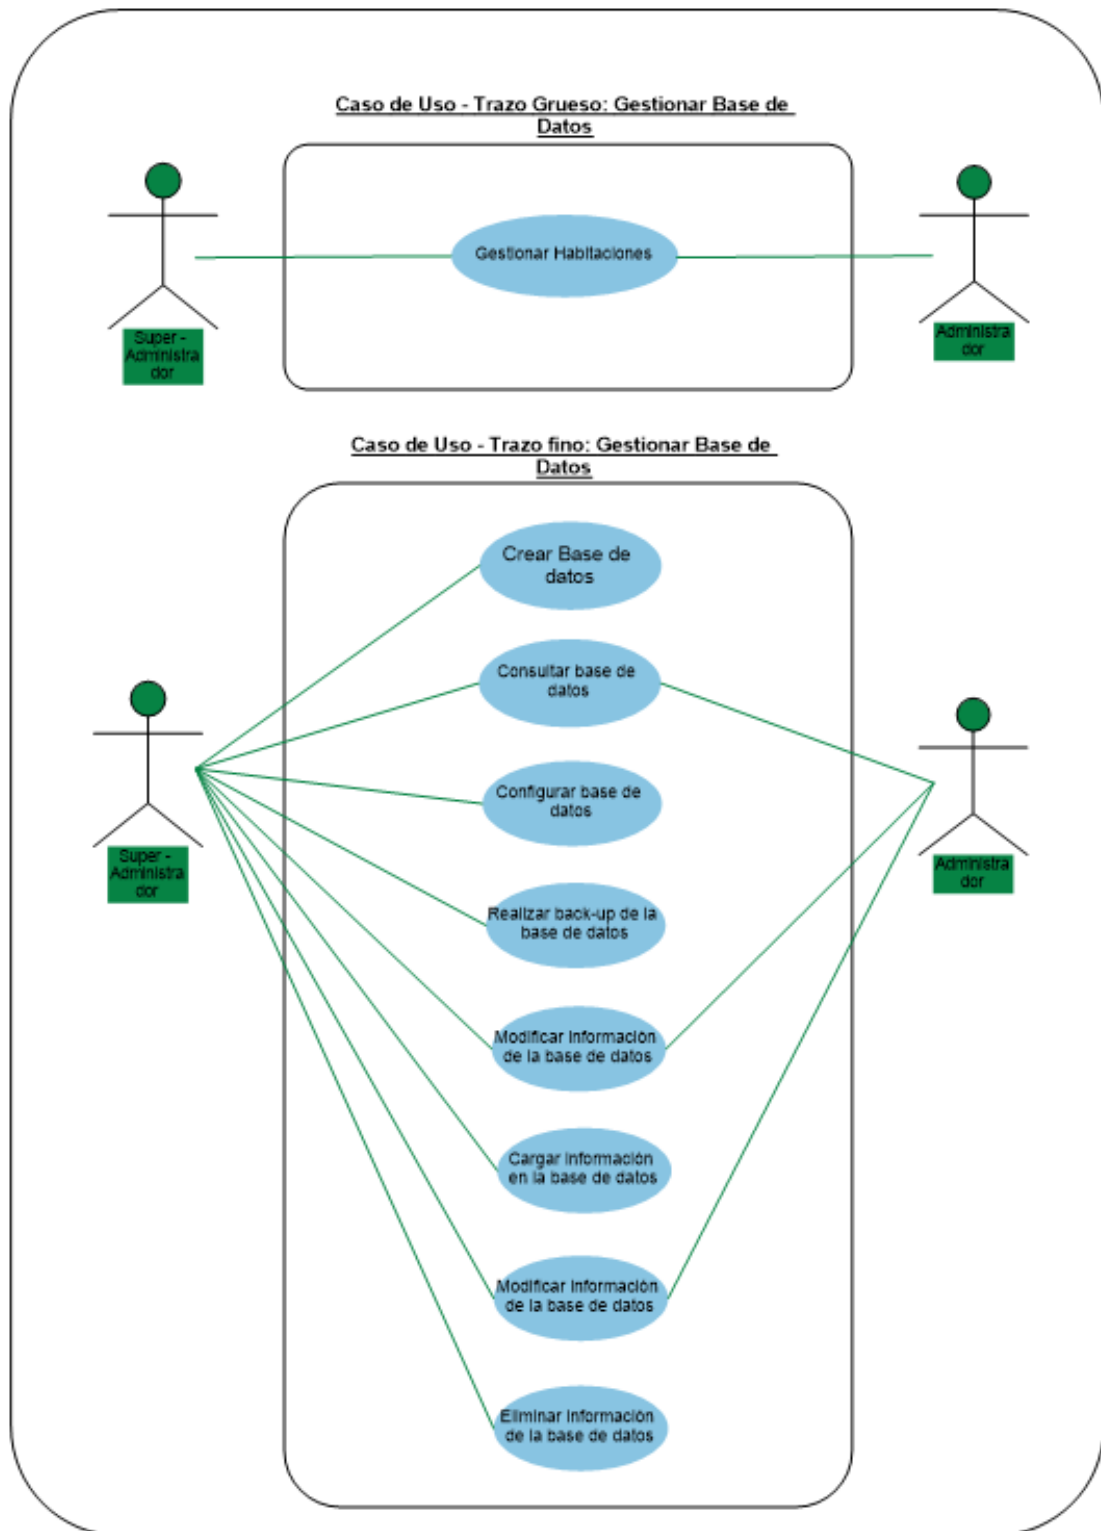 Caso de Uso - Trazo Grueso: Gestionar Base de
Datos
Gestionar Habitaciones
Super -
Administra
dor
Administra
dor
Caso de Uso - Trazo fino: Gestionar Base de
Datos
Crear Base de
datos
Consultar base de
datos
Configurar base de
datos
Super -
Administra
dor
Administra
dor
Realizar back-up de la
base de datos
Modificar información
de la base de datos
Cargar información
en la base de datos
Modificar información
de la base de datos
Eliminar información
de la base de datos